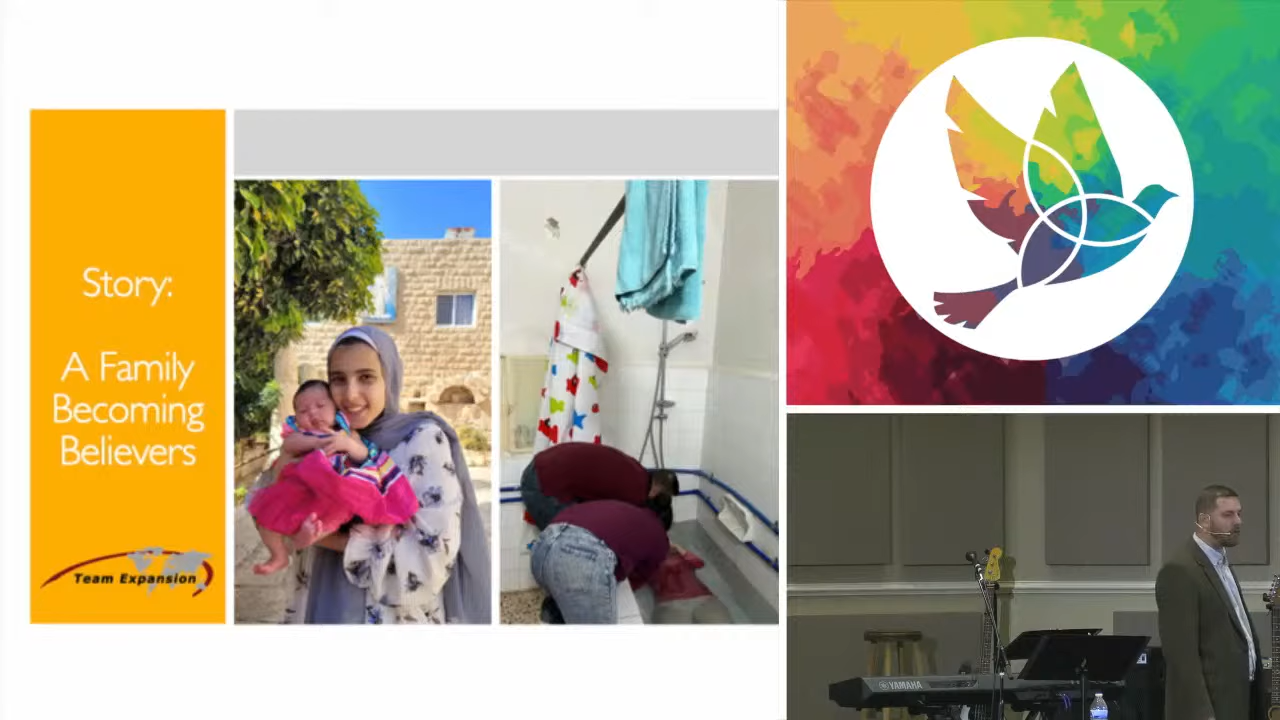 Story:
A Family
Becoming
Believers
Team Expansion
YAMAHA